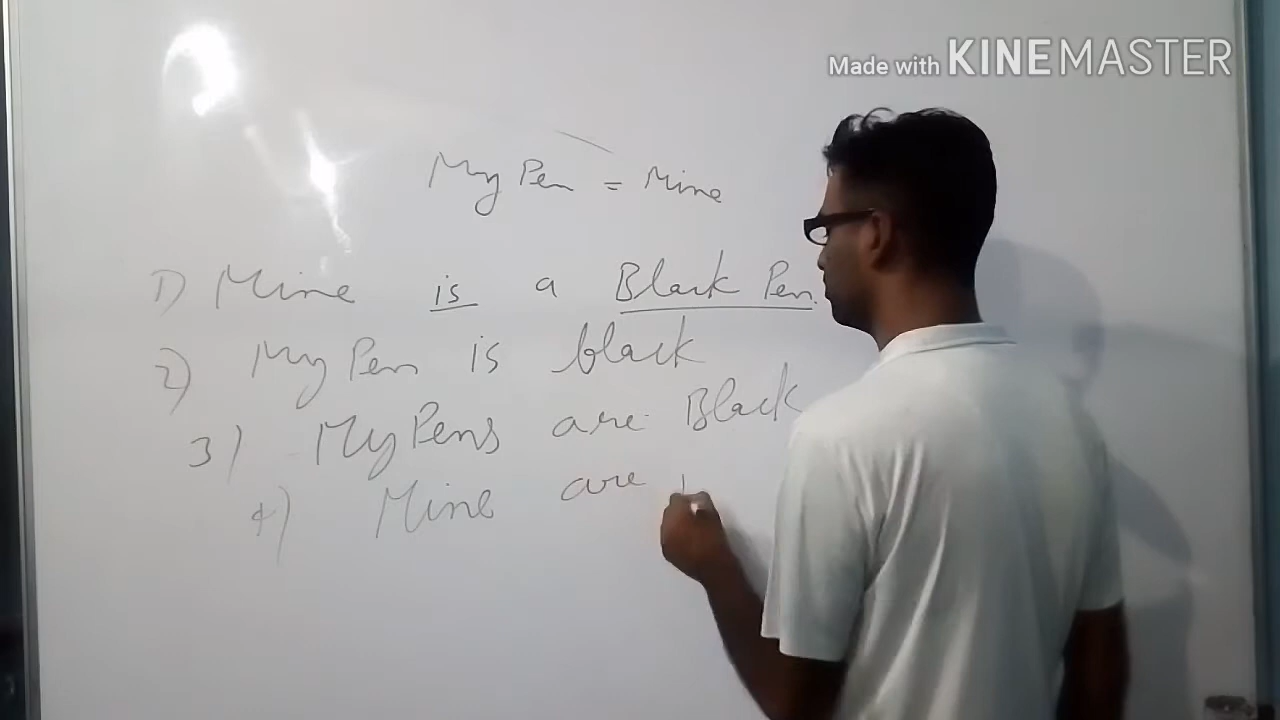 Made with KINEMASTER
My Pen = Mine
1) Mine is a Black Pen.
2) My Pen is black
3) My Pens are Black
4) Mine are